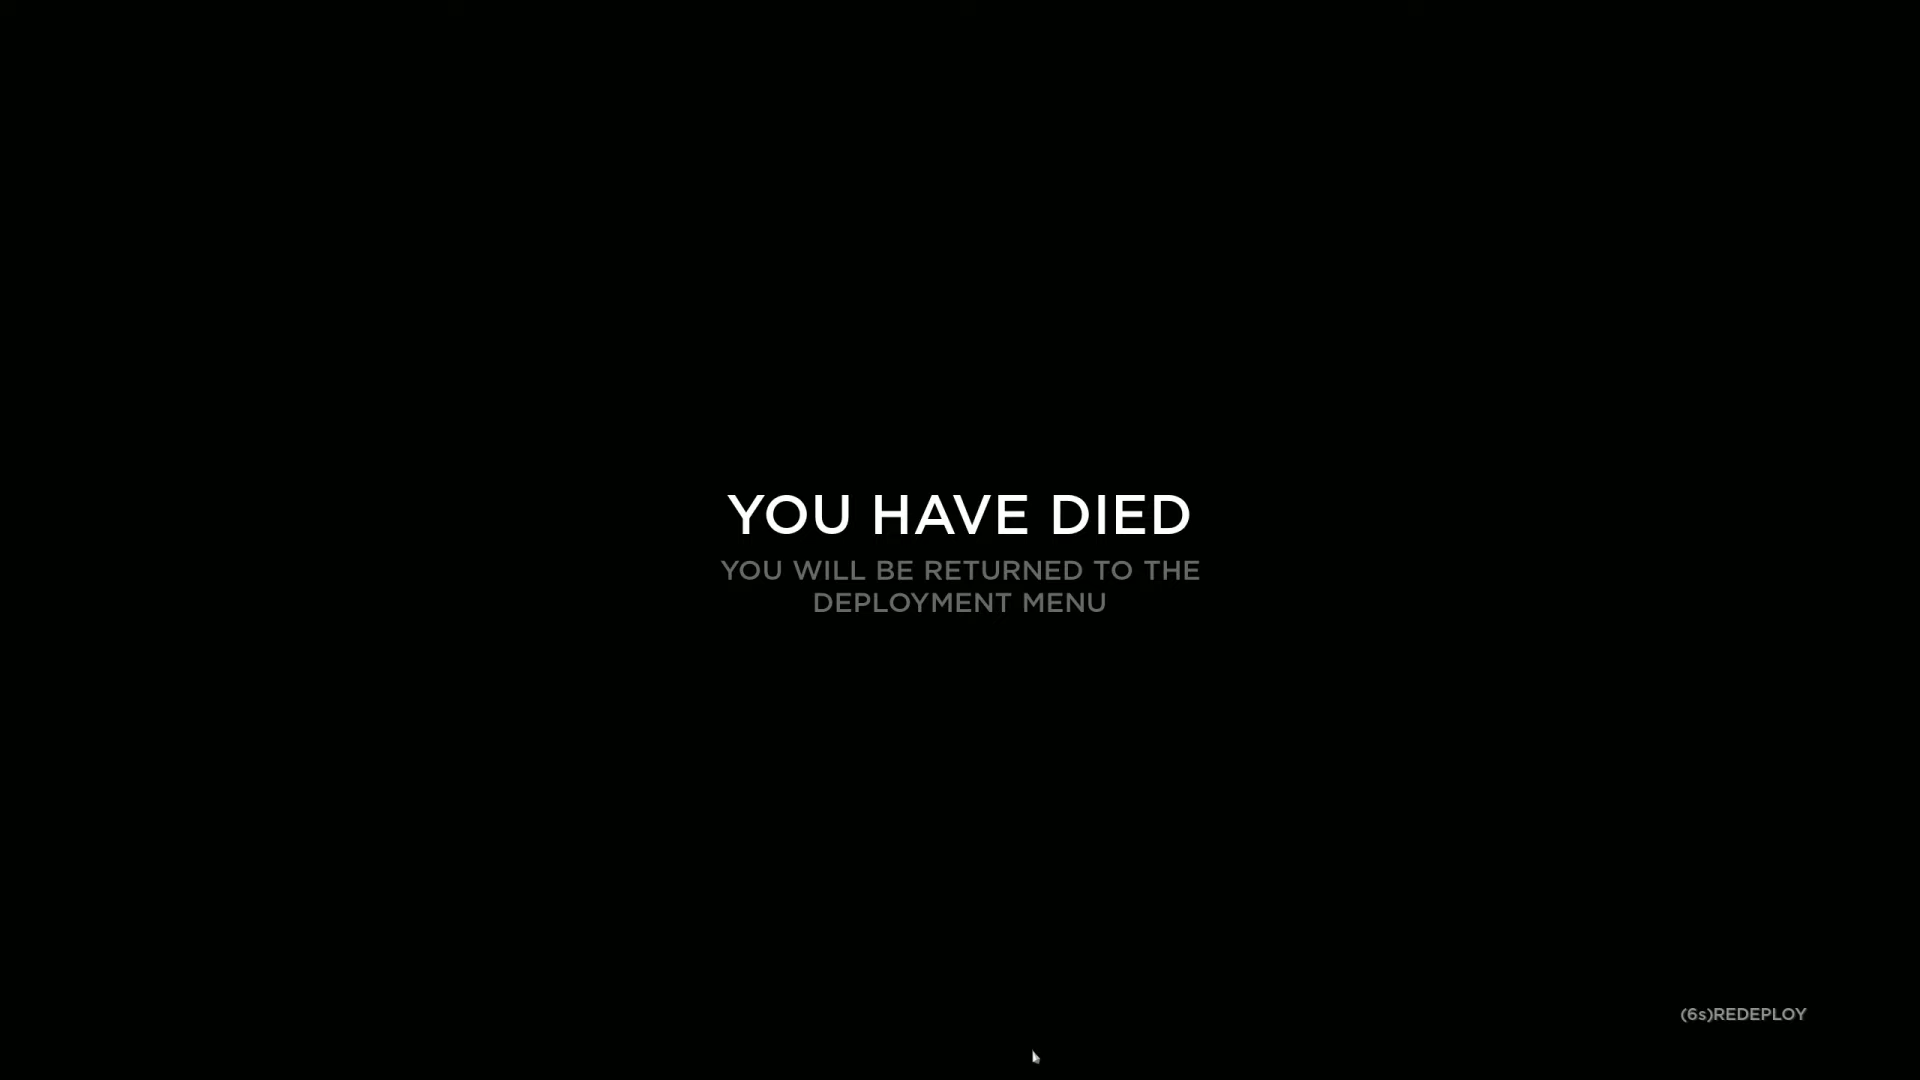 YOU HAVE DIED
YOU WILL BE RETURNED TO THE
DEPLOYMENT MENU
(6s)REDEPLOY